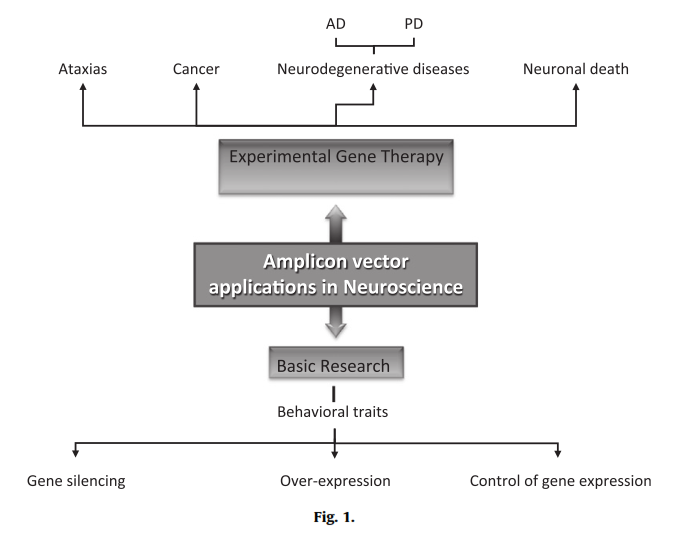 AD
PD
Ataxias
Cancer
Neurodegenerative diseases
Neuronal death
Experimental Gene Therapy
Amplicon vector
applications in Neuroscience
Basic Research
Behavioral traits
Gene silencing
Over-expression
Control of gene expression
Fig. 1.